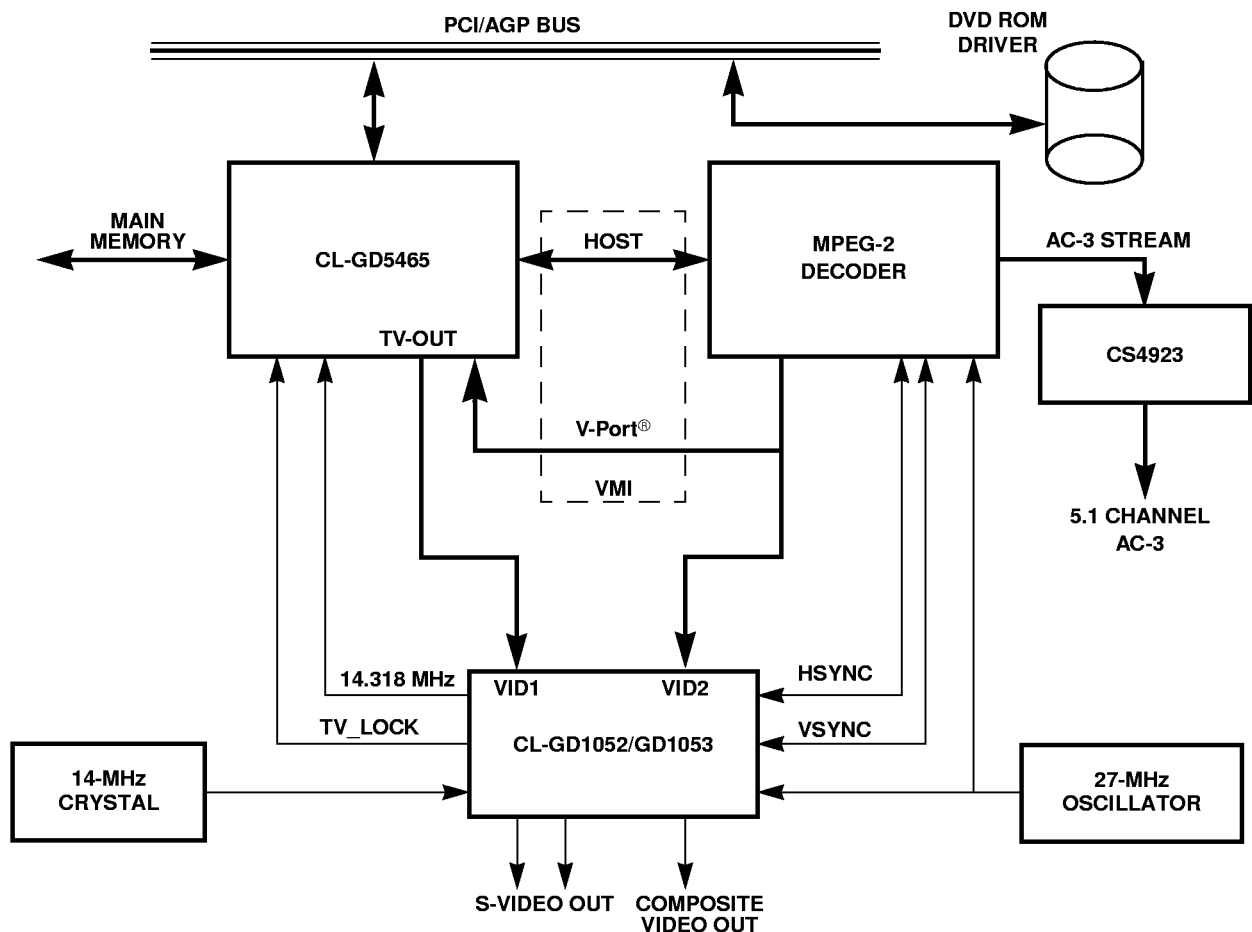 PCI/AGP BUS
DVD ROM
DRIVER
MAIN
MEMORY
CL-GD5465
TV-OUT
HOST
MPEG-2
DECODER
AC-3 STREAM
CS4923
V-Port®
VMI
5.1 CHANNEL
AC-3
14.318 MHz
TV_LOCK
VID1
VID2
CL-GD1052/GD1053
HSYNC
VSYNC
14-MHz
CRYSTAL
27-MHz
OSCILLATOR
S-VIDEO OUT
COMPOSITE
VIDEO OUT